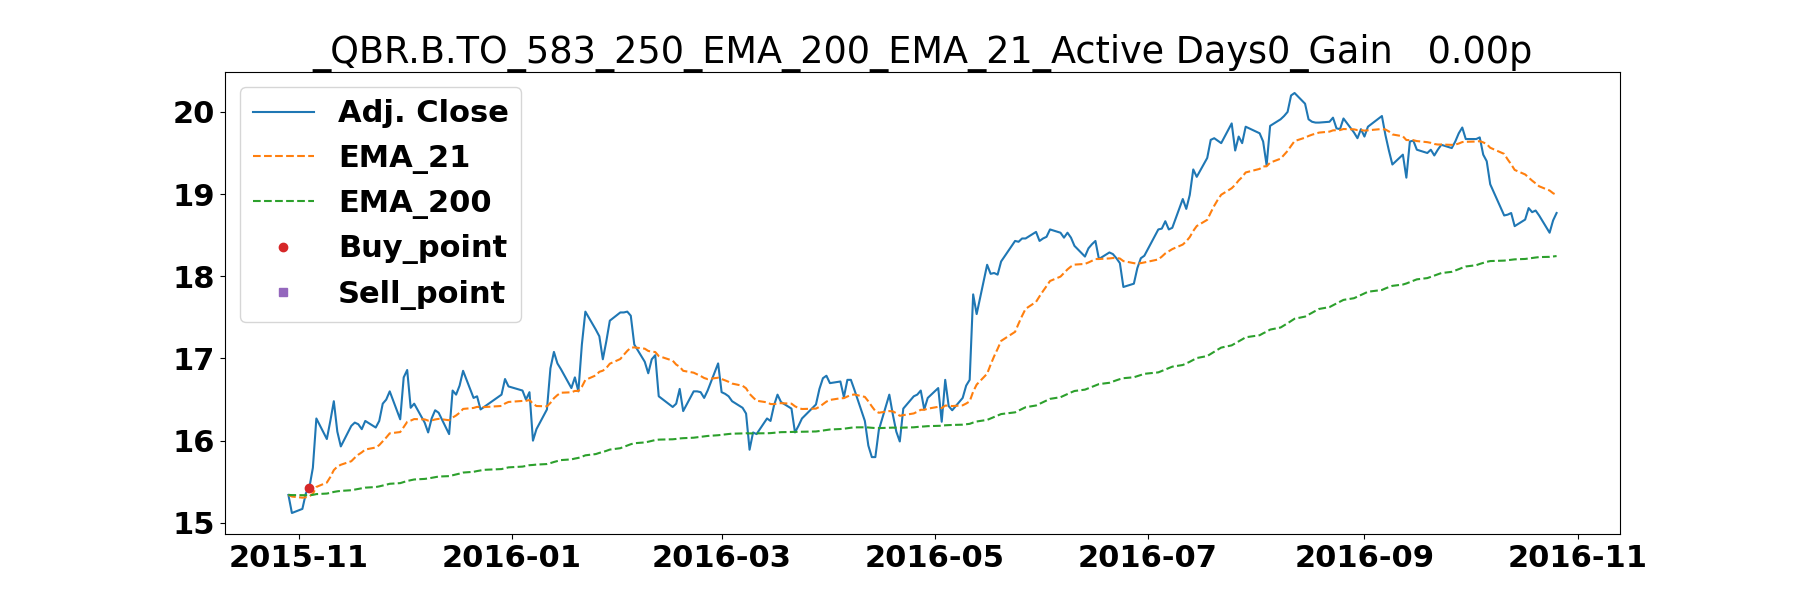 _QBR.B.TO_583_250_EMA_200_EMA_21_Active Days0_Gain   0.00p
Adj. Close
EMA_21
EMA_200
Buy_point
Sell_point
20
19
18
17
16
15
2015-11 2016-01 2016-03 2016-05 2016-07 2016-09 2016-11